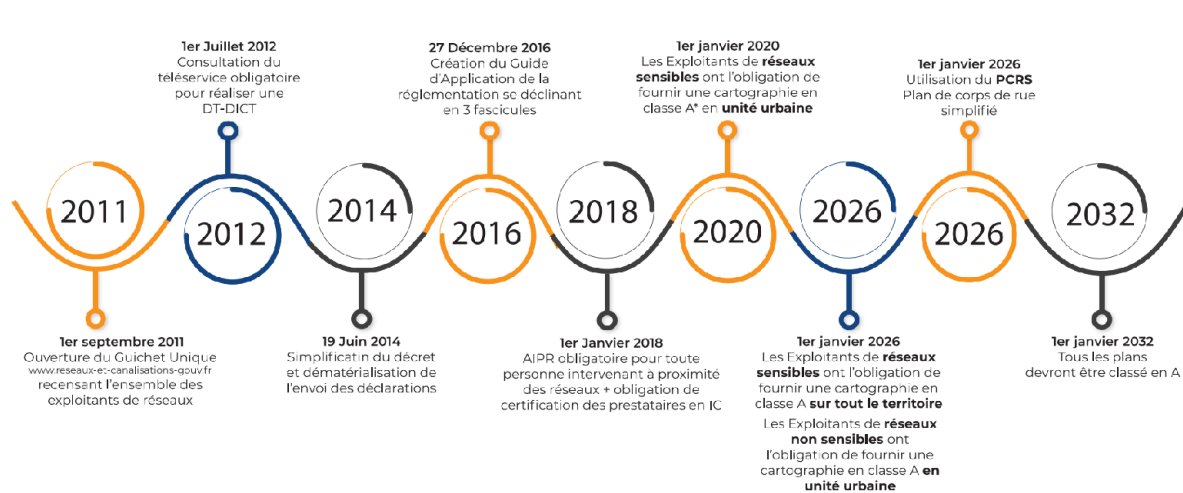 1er Juillet 2012
Consultation du
téléservice obligatoire
pour réaliser une
DT-DICT
27 Décembre 2016
Création du Guide
d'Application de la
réglementation se déclinant
en 3 fascicules
1er janvier 2020
Les Exploitants de réseaux
sensibles ont l'obligation de
fournir une cartographie en
classe A* en unité urbaine
1er janvier 2026
Utilisation du PCRS
Plan de corps de rue
simplifié
2011
2012
2014
2016
2018
2020
2026
2026
2032
1er septembre 2011
Ouverture du Guichet Unique
www.reseaux-et-canalisations-gouv.fr
recensant l'ensemble des
exploitants de réseaux
19 Juin 2014
Simplificatin du décret
et dématérialisation de
l'envoi des déclarations
1er Janvier 2018
AIPR obligatoire pour toute
personne intervenant à proximité
des réseaux + obligation de
certification des prestataires en IC
1er janvier 2026
Les Exploitants de réseaux
sensibles ont l'obligation de
fournir une cartographie en
classe A sur tout le territoire
Les Exploitants de réseaux
non sensibles ont
l'obligation de fournir une
cartographie en classe A en
unité urbaine
1er janvier 2032
Tous les plans
devront être classé en A